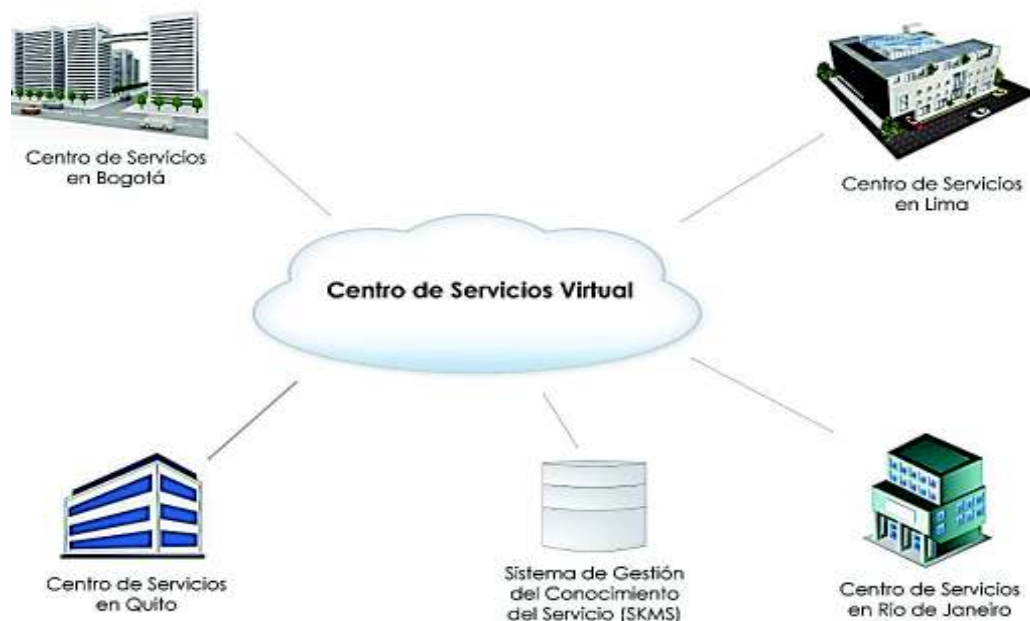 Centro de Servicios
en Bogotá
Centro de Servicios
en Lima
Centro de Servicios Virtual
Centro de Servicios
en Quito
Sistema de Gestión
del Conocimiento
del Servicio (SKMS)
Centro de Servicios
en Río de Janeiro